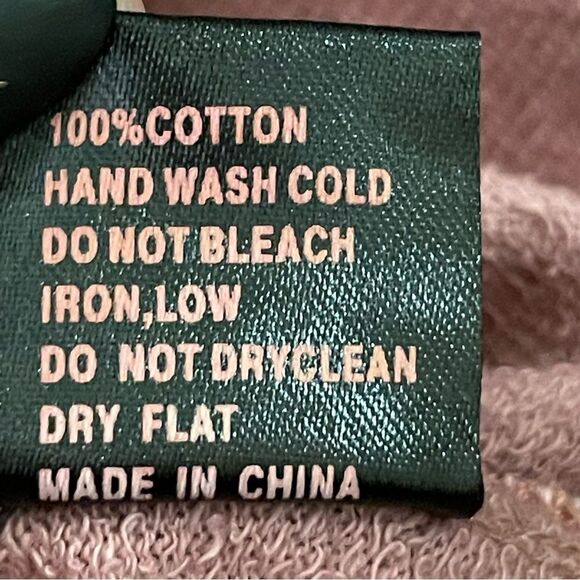 100%COTTON
HAND WASH COLD
DO NOT BLEACH
IRON,LOW
DO NOT DRYCLEAN
DRY FLAT
MADE IN CHINA